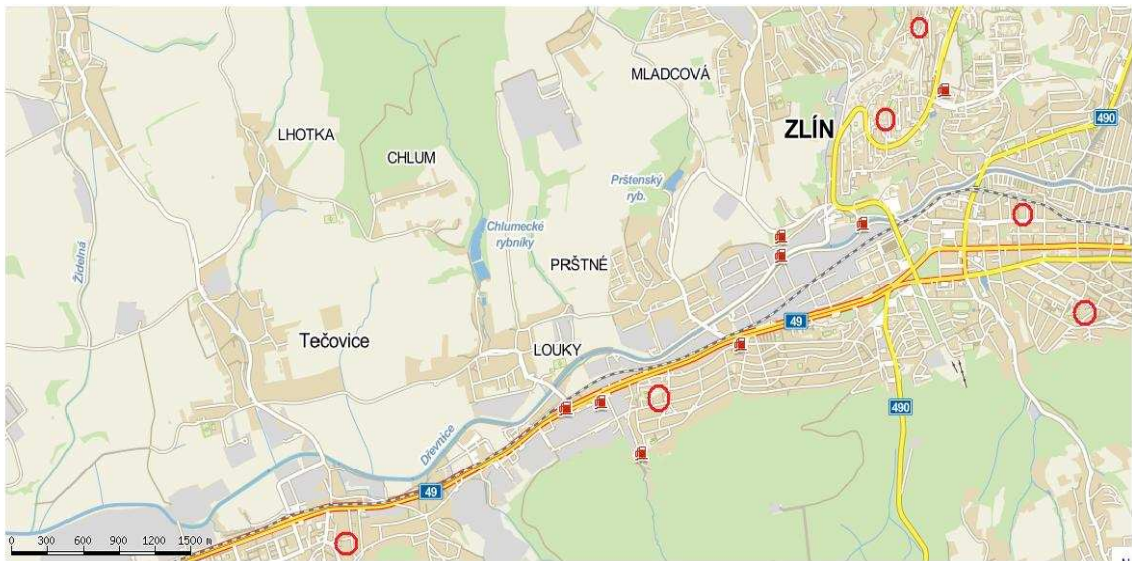 MLADCOVÁ
490
ZLÍN
LHOTKA
CHLUM
Prštenský
ryb.
Chlumecké
rybníky
Židelná
PRŠTNÉ
49
Tečovice
LOUKY
490
Dřevnice
49
0 300 600 900 1200 1500 m